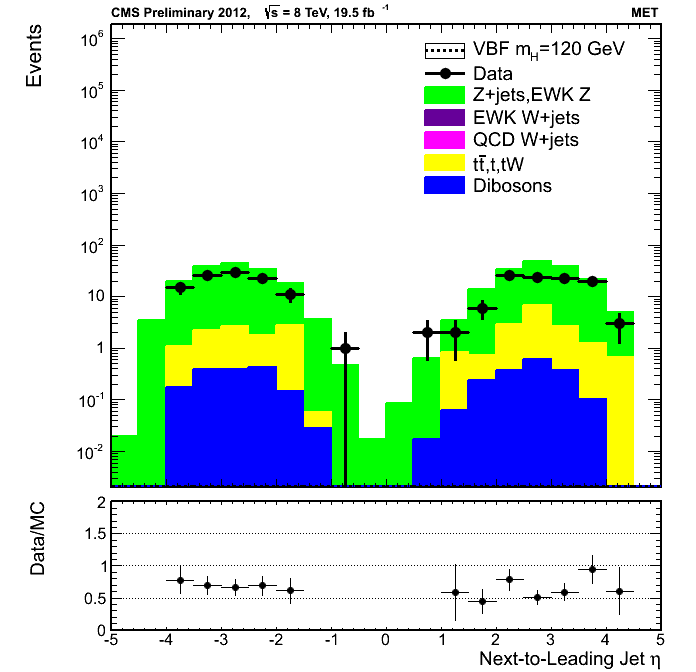 CMS Preliminary 2012, √s = 8 TeV, 19.5 fb⁻¹ MET
Events
10⁶
10⁵
10⁴
10³
10²
10
1
10⁻¹
10⁻²
VBF m_H=120 GeV
Data
Z+jets,EWK Z
EWK W+jets
QCD W+jets
tt̄,t,tW
Dibosons
Data/MC
2
1.5
1
0.5
0
-5 -4 -3 -2 -1 0 1 2 3 4 5
Next-to-Leading Jet η